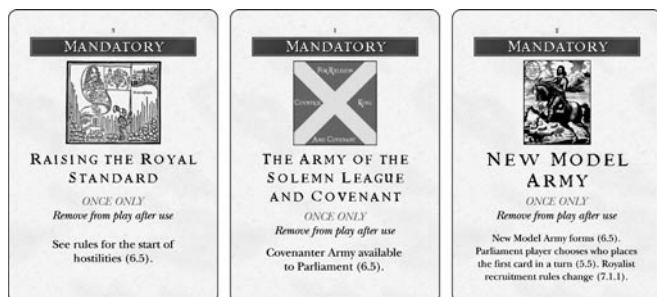 3
MANDATORY
RAISING THE ROYAL
STANDARD
ONCE ONLY
Remove from play after use
See rules for the start of
hostilities (6.5).
1
MANDATORY
FOR RELIGION
COUNTRIE
KING
AND COVENANT
THE ARMY OF THE
SOLEMN LEAGUE
AND COVENANT
ONCE ONLY
Remove from play after use
Covenanter Army available
to Parliament (6.5).
2
MANDATORY
NEW MODEL
ARMY
ONCE ONLY
Remove from play after use
New Model Army forms (6.5).
Parliament player chooses who places
the first card in a turn (5.5). Royalist
recruitment rules change (7.1.1).